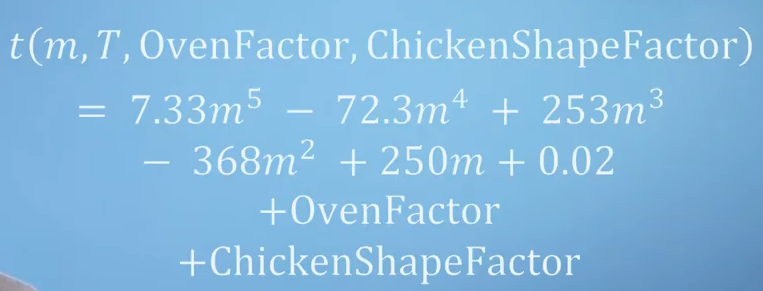 t(m, T, OvenFactor, ChickenShapeFactor)
= 7.33m⁵ − 72.3m⁴ + 253m³
− 368m² + 250m + 0.02
+OvenFactor
+ChickenShapeFactor